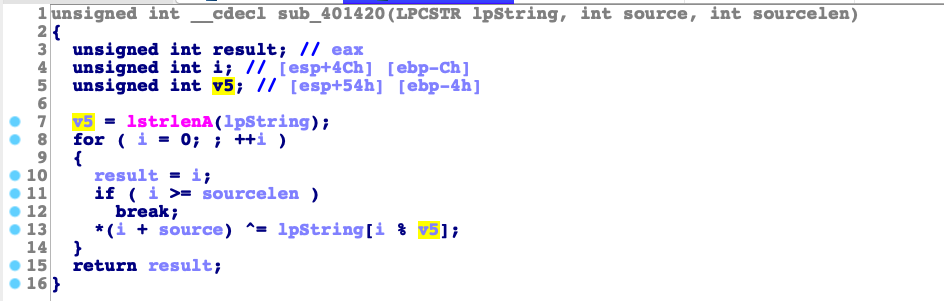 1 unsigned int __cdecl sub_401420(LPCSTR lpString, int source, int sourcelen)
2 {
3   unsigned int result; // eax
4   unsigned int i; // [esp+4Ch] [ebp-Ch]
5   unsigned int v5; // [esp+54h] [ebp-4h]
6
7   v5 = lstrlenA(lpString);
8   for ( i = 0; ; ++i )
9   {
10     result = i;
11     if ( i >= sourcelen )
12       break;
13     *(i + source) ^= lpString[i % v5];
14   }
15   return result;
16 }